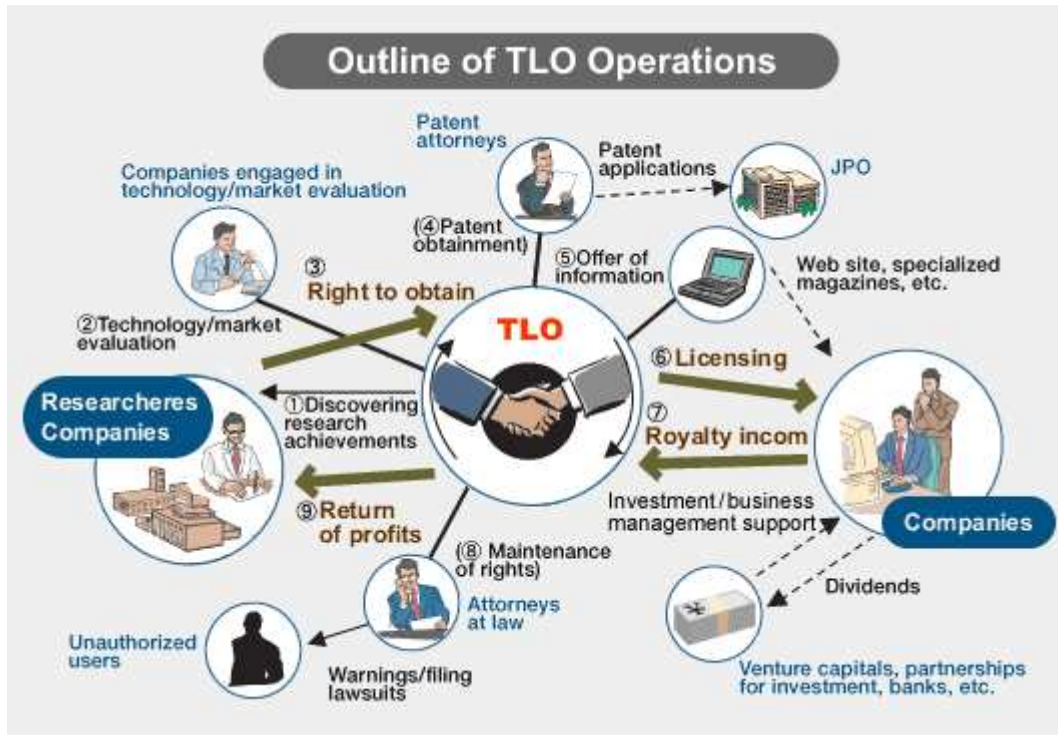 Outline of TLO Operations
Patent
attorneys
Patent
applications
JPO
Companies engaged in
technology/market evaluation
(④Patent
obtainment)
⑤Offer of
information
Web site, specialized
magazines, etc.
③
Right to obtain
②Technology/market
evaluation
TLO
⑥Licensing
Researcheres
Companies
①Discovering
research
achievements
⑦
Royalty incom
⑨Return
of profits
Investment/business
management support
Companies
(⑧ Maintenance
of rights)
Attorneys
at law
Dividends
Unauthorized
users
Warnings/filing
lawsuits
Venture capitals, partnerships
for investment, banks, etc.